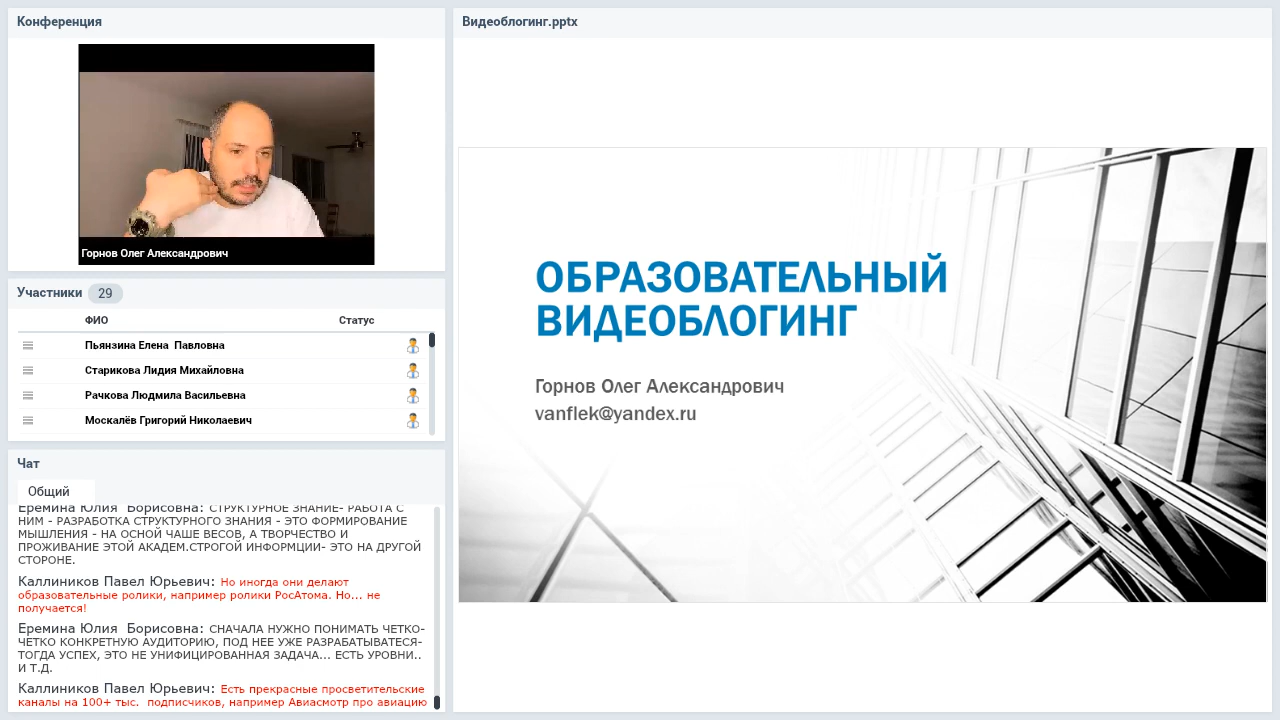 Конференция
Горнов Олег Александрович
Участники 29
ФИО Статус
Пьянзина Елена  Павловна
Старикова Лидия Михайловна
Рачкова Людмила Васильевна
Москалёв Григорий Николаевич
Чат
Общий
Еремина Юлия  Борисовна: СТРУКТУРНОЕ ЗНАНИЕ- РАБОТА С
НИМ - РАЗРАБОТКА СТРУКТУРНОГО ЗНАНИЯ - ЭТО ФОРМИРОВАНИЕ
МЫШЛЕНИЯ - НА ОСНОЙ ЧАШЕ ВЕСОВ, А ТВОРЧЕСТВО И
ПРОЖИВАНИЕ ЭТОЙ АКАДЕМ.СТРОГОЙ ИНФОРМЦИИ- ЭТО НА ДРУГОЙ
СТОРОНЕ.
Каллиников Павел Юрьевич: Но иногда они делают
образовательные ролики, например ролики РосАтома. Но... не
получается!
Еремина Юлия  Борисовна: СНАЧАЛА НУЖНО ПОНИМАТЬ ЧЕТКО-
ЧЕТКО КОНКРЕТНУЮ АУДИТОРИЮ, ПОД НЕЕ УЖЕ РАЗРАБАТЫВАТЕСЯ-
ТОГДА УСПЕХ, ЭТО НЕ УНИФИЦИРОВАННАЯ ЗАДАЧА... ЕСТЬ УРОВНИ..
И Т.Д.
Каллиников Павел Юрьевич: Есть прекрасные просветительские
каналы на 100+ тыс.  подписчиков, например Авиасмотр про авиацию
Видеоблогинг.pptx
ОБРАЗОВАТЕЛЬНЫЙ
ВИДЕОБЛОГИНГ
Горнов Олег Александрович
vanflek@yandex.ru